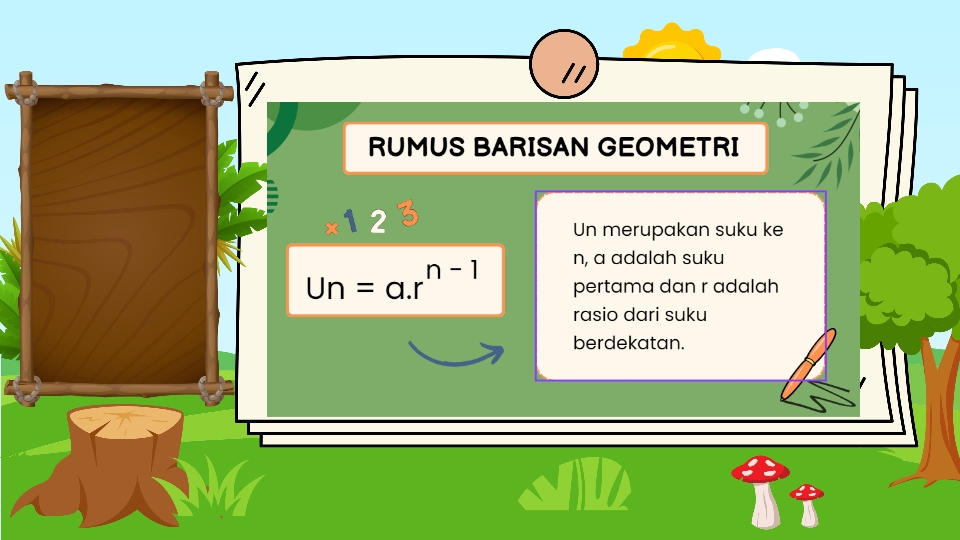 RUMUS BARISAN GEOMETRI
× 1 2 3
Un = a.r^{n - 1}
Un merupakan suku ke
n, a adalah suku
pertama dan r adalah
rasio dari suku
berdekatan.